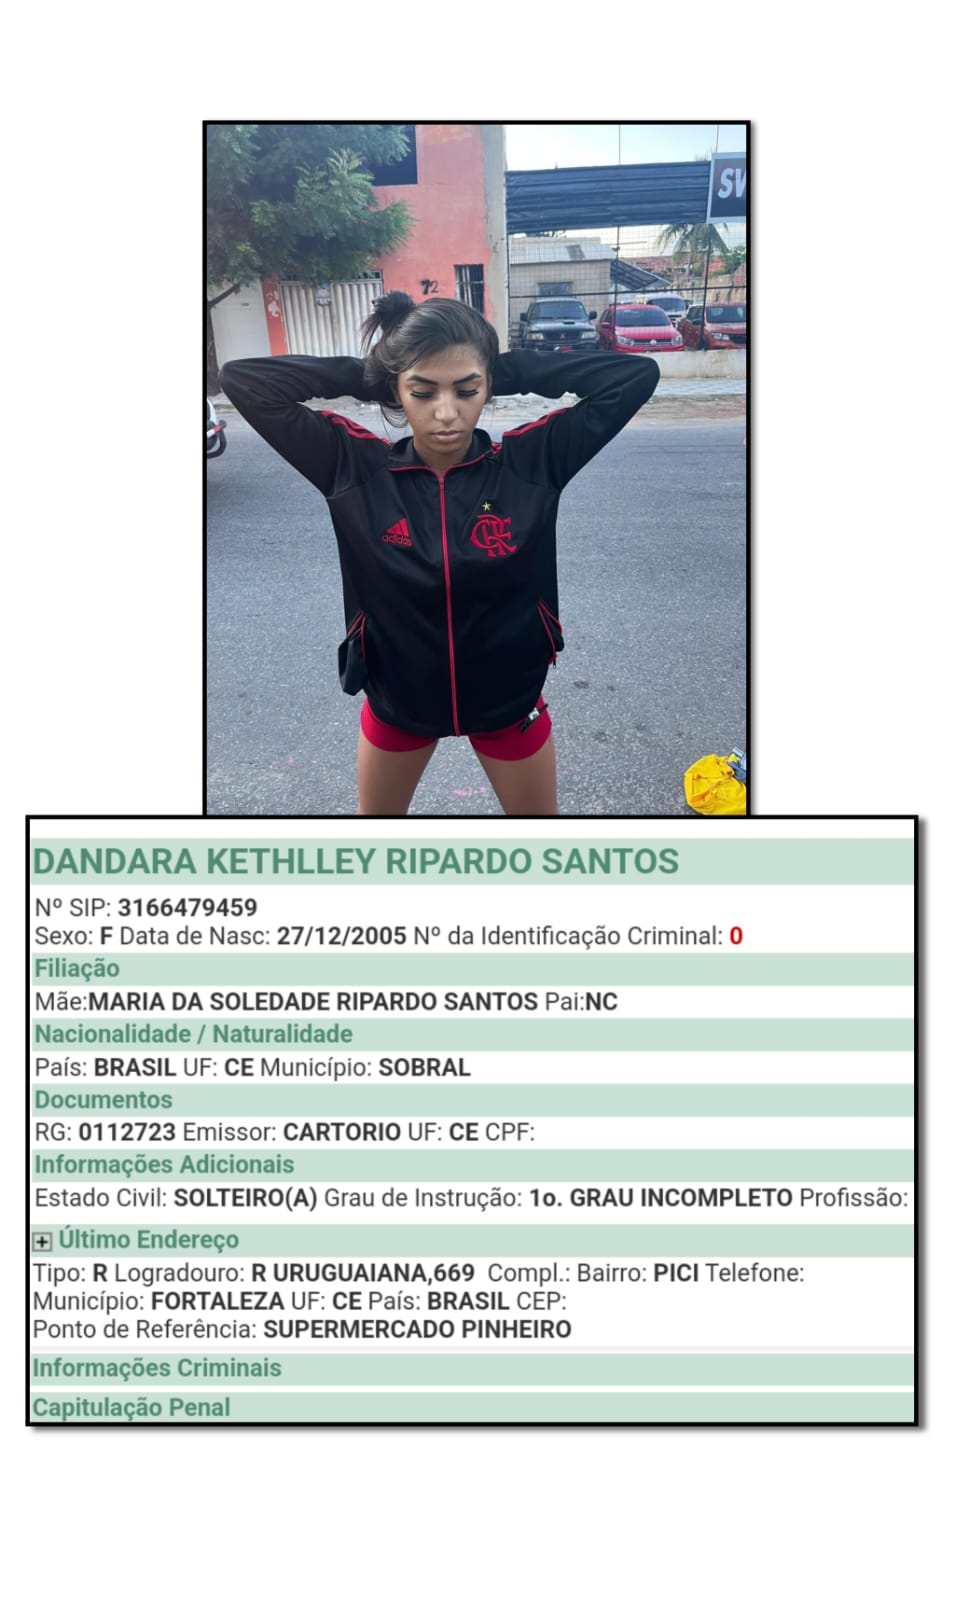 SW
72
adidas
CRF
DANDARA KETHLLEY RIPARDO SANTOS
Nº SIP: 3166479459
Sexo: F Data de Nasc: 27/12/2005 Nº da Identificação Criminal: 0
Filiação
Mãe:MARIA DA SOLEDADE RIPARDO SANTOS Pai:NC
Nacionalidade / Naturalidade
País: BRASIL UF: CE Município: SOBRAL
Documentos
RG: 0112723 Emissor: CARTORIO UF: CE CPF:
Informações Adicionais
Estado Civil: SOLTEIRO(A) Grau de Instrução: 1o. GRAU INCOMPLETO Profissão:
Último Endereço
Tipo: R Logradouro: R URUGUAIANA,669 Compl.: Bairro: PICI Telefone:
Município: FORTALEZA UF: CE País: BRASIL CEP:
Ponto de Referência: SUPERMERCADO PINHEIRO
Informações Criminais
Capitulação Penal